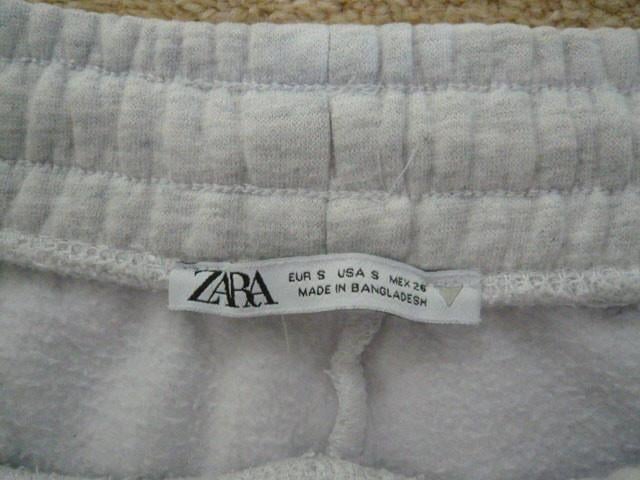 ZARA
EUR S USA S MEX 26
MADE IN BANGLADESH